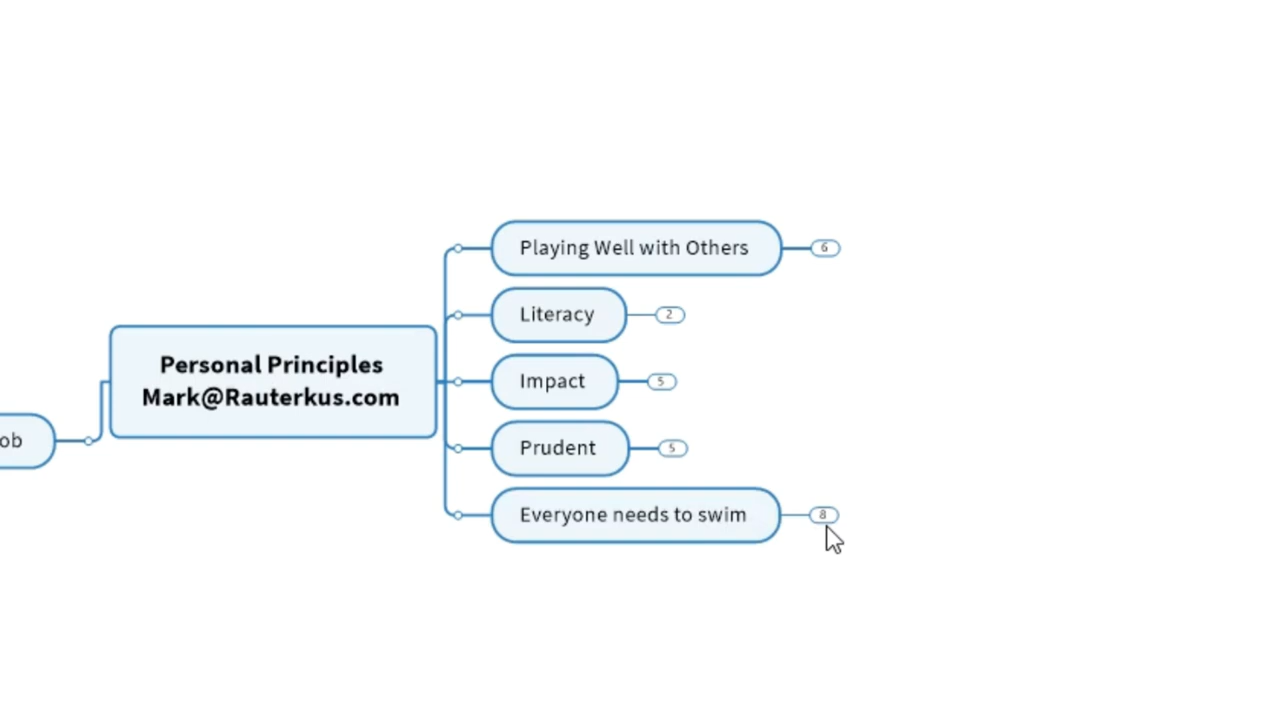 Playing Well with Others 6
Literacy 2
Personal Principles
Mark@Rauterkus.com
Impact 5
ob
Prudent 5
Everyone needs to swim 8